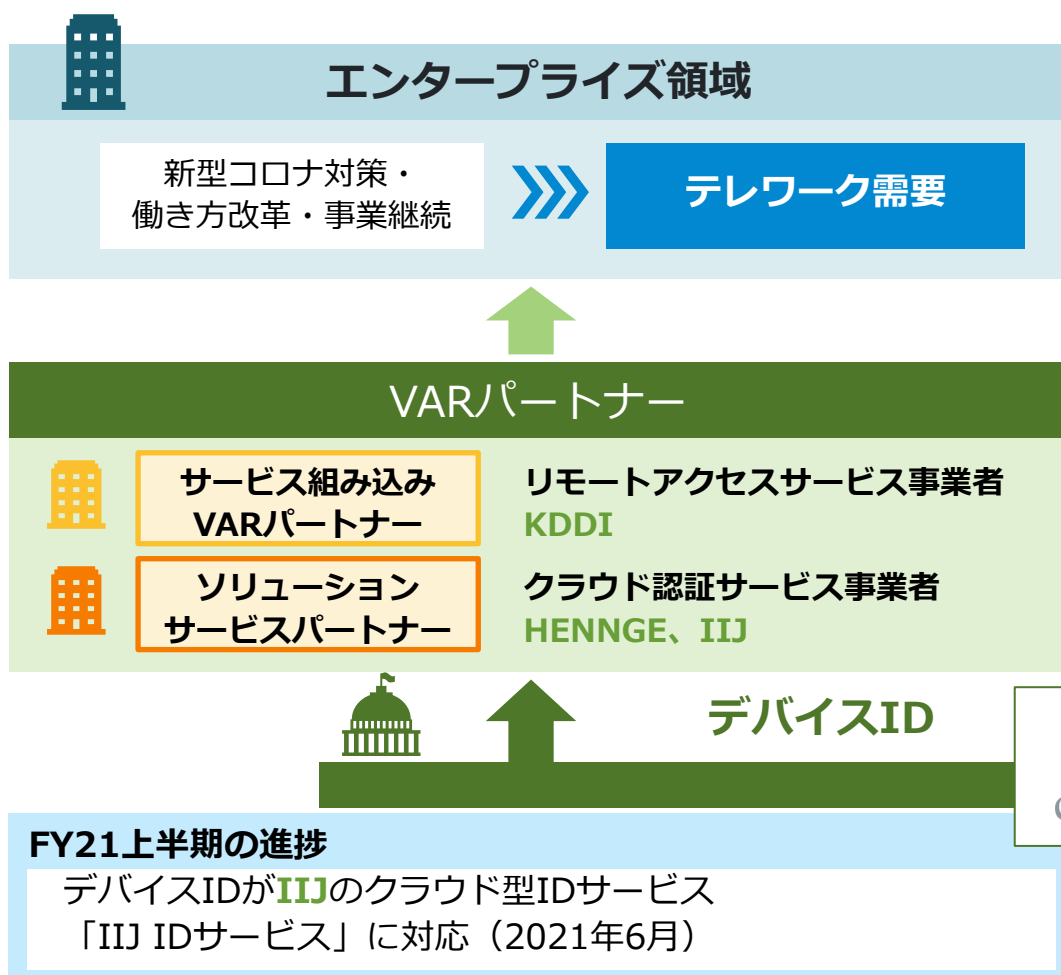 エンタープライズ領域
新型コロナ対策・
働き方改革・事業継続
テレワーク需要
VARパートナー
サービス組み込み
VARパートナー
リモートアクセスサービス事業者
KDDI
ソリューション
サービスパートナー
クラウド認証サービス事業者
HENNGE、IIJ
デバイスID
FY21上半期の進捗
デバイスIDがIIJのクラウド型IDサービス
「IIJ IDサービス」に対応（2021年6月）